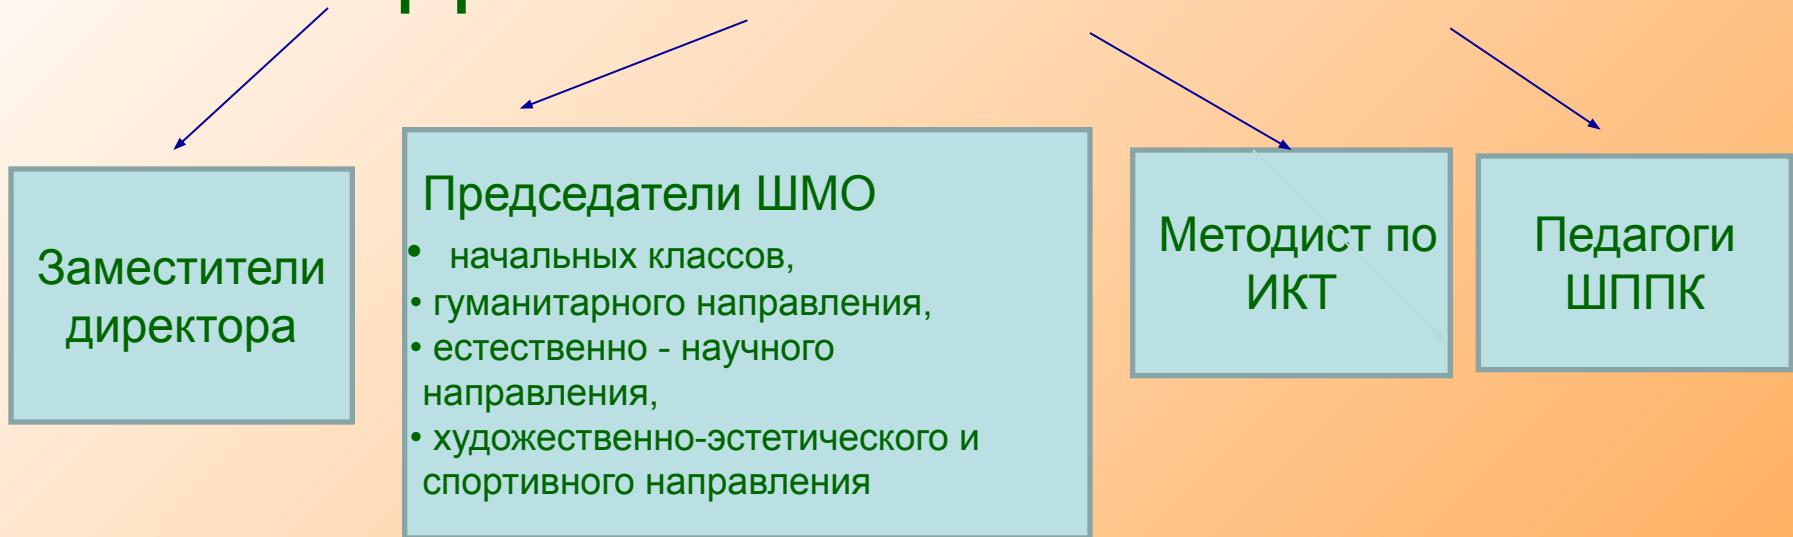 Заместители
директора
Председатели ШМО
• начальных классов,
• гуманитарного направления,
• естественно - научного
направления,
• художественно-эстетического и
спортивного направления
Методист по
ИКТ
Педагоги
ШППК